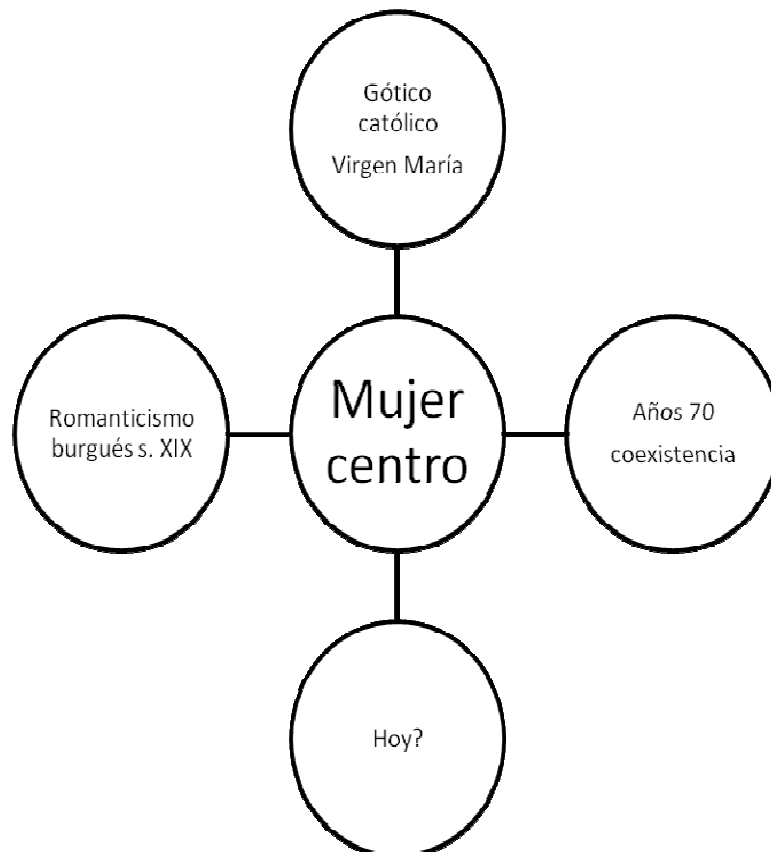 Gótico
católico
Virgen María
Romanticismo
burgués s. XIX
Mujer
centro
Años 70
coexistencia
Hoy?